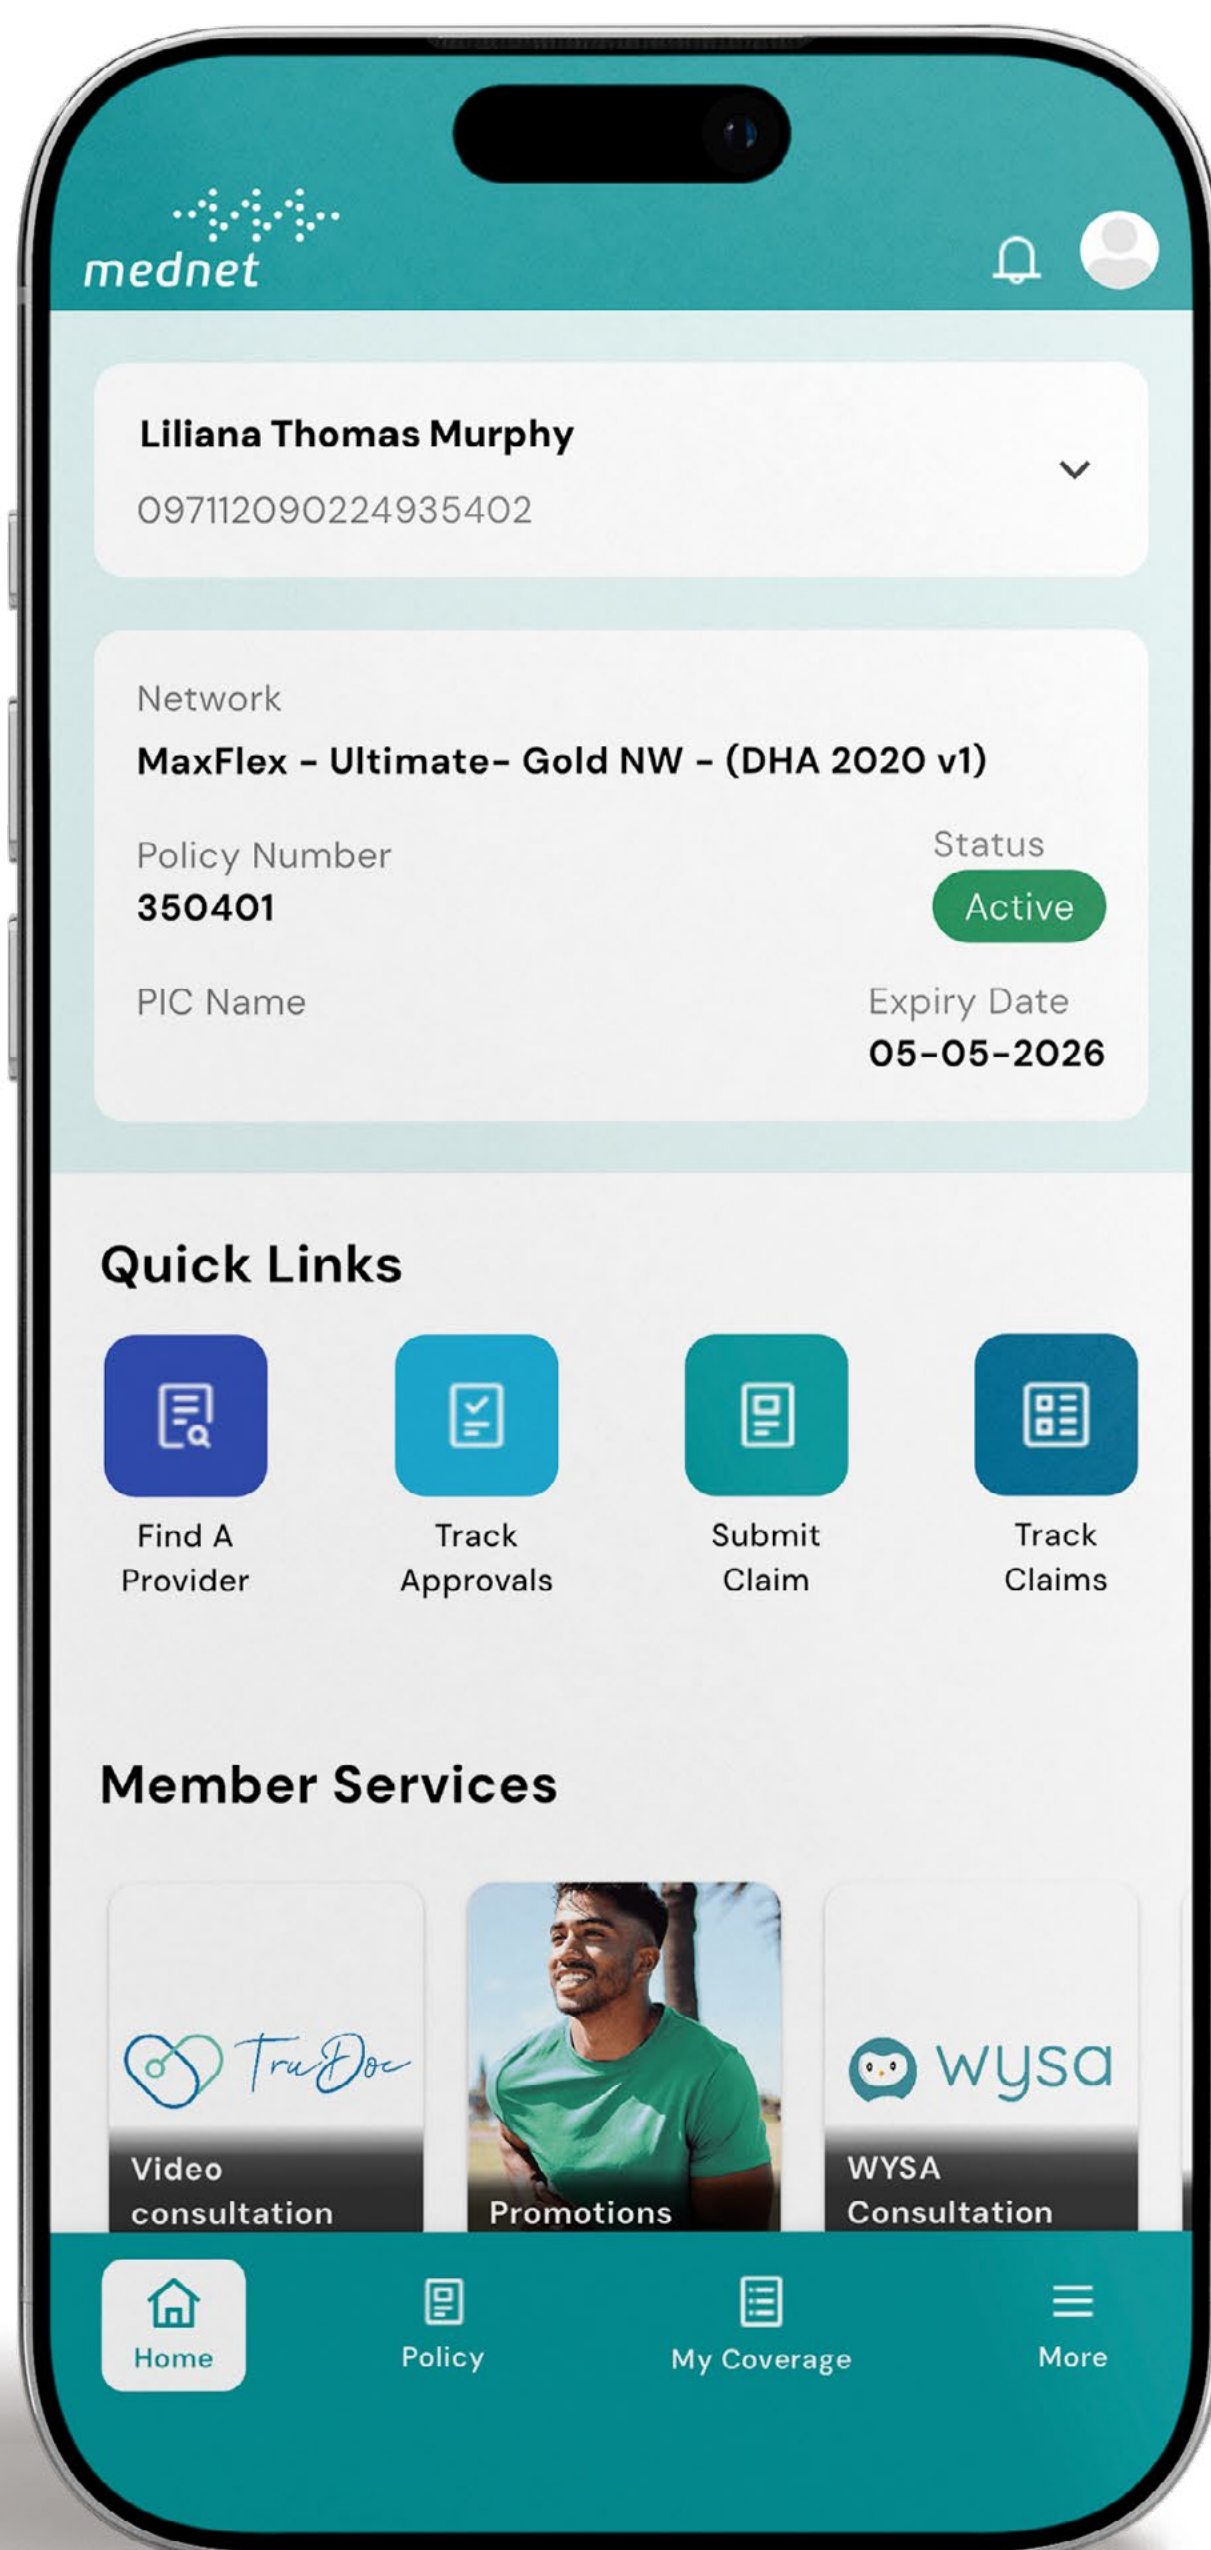 mednet
Liliana Thomas Murphy
097112090224935402
Network
MaxFlex - Ultimate- Gold NW - (DHA 2020 v1)
Policy Number
350401
Status
Active
PIC Name
Expiry Date
05-05-2026
Quick Links
Find A
Provider
Track
Approvals
Submit
Claim
Track
Claims
Member Services
TruDoc
Video
consultation
Promotions
wysa
WYSA
Consultation
Home
Policy
My Coverage
More